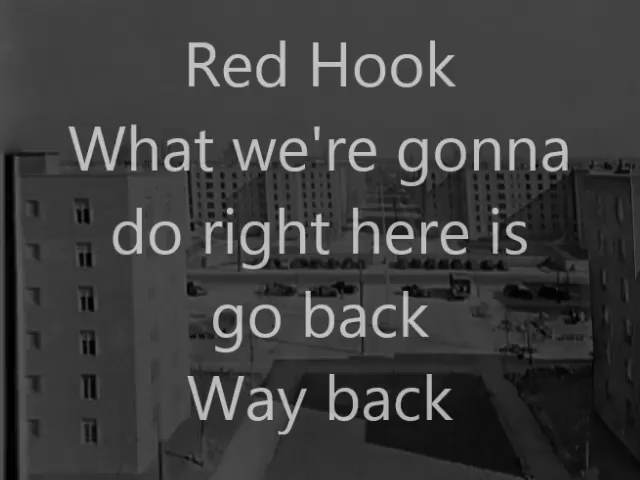 Red Hook
What we're gonna
do right here is
go back
Way back